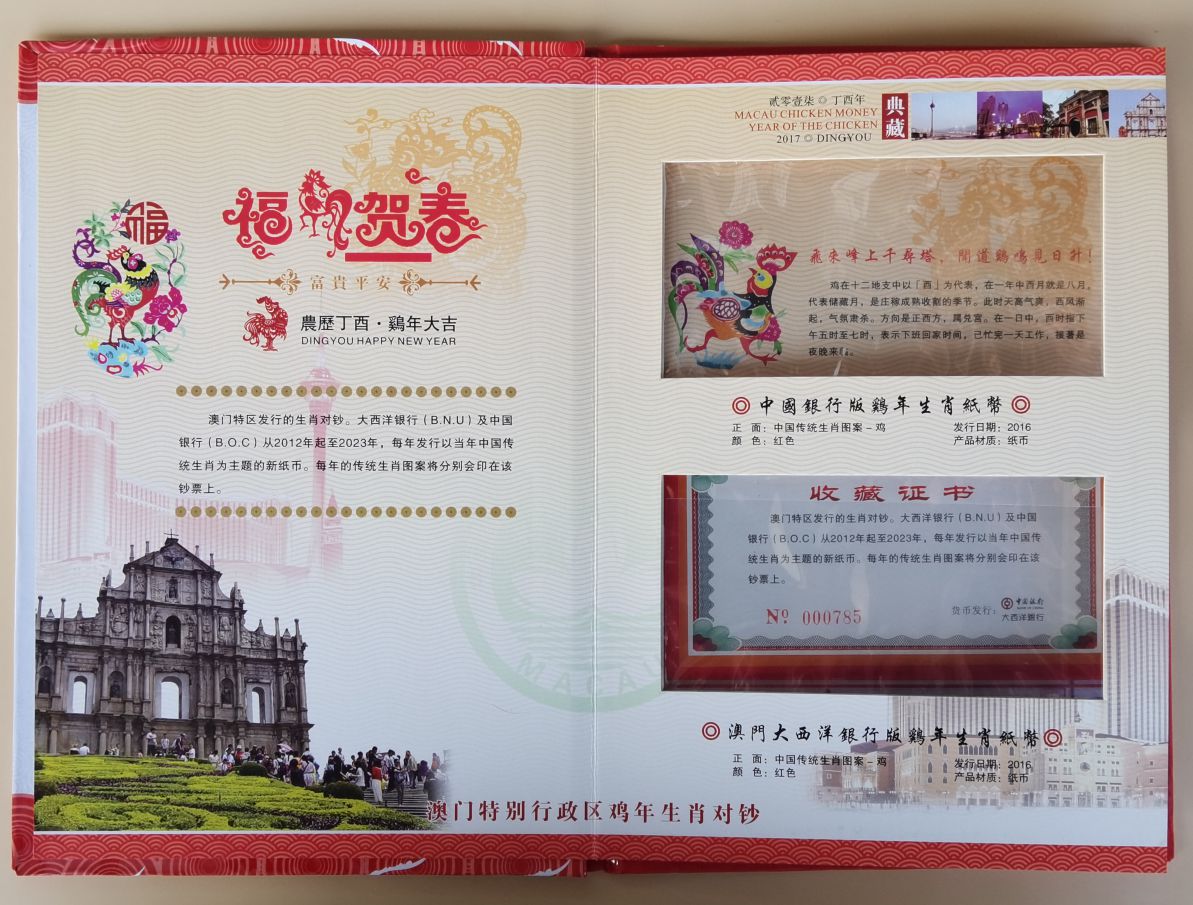 福鸡贺春
富貴平安
農歷丁酉·鷄年大吉
DINGYOU HAPPY NEW YEAR
澳门特区发行的生肖对钞。大西洋银行（B.N.U）及中国
银行（B.O.C）从2012年起至2023年，每年发行以当年中国传
统生肖为主题的新纸币。每年的传统生肖图案将分别会印在该
钞票上。
福
MACAU
澳门特别行政区鸡年生肖对钞
贰零壹柒◎丁酉年
MACAU CHICKEN MONEY
YEAR OF THE CHICKEN
2017◎DINGYOU
典藏
飛來峰上千尋塔，聞道鷄鳴見日升！
鸡在十二地支中以「酉」为代表，在一年中酉月就是八月，
代表储藏月，是庄稼成熟收割的季节。此时天高气爽，西风渐
起，气氛肃杀。方向是正西方，属兑宫。在一日中，酉时指下
午五时至七时，表示下班回家时间，己忙完一天工作，接著是
夜晚来
◎中國銀行版鷄年生肖紙幣◎
正 面：中国传统生肖图案-鸡 发行日期：2016
颜 色：红色 产品材质：纸币
收藏证书
澳门特区发行的生肖对钞。大西洋银行（B.N.U）及中国
银行（B.O.C）从2012年起至2023年，每年发行以当年中国传
统生肖为主题的新纸币。每年的传统生肖图案将分别会印在该
钞票上。
Nº 000785
货币发行：
中國銀行
BANK OF CHINA
大西洋銀行
◎澳門大西洋銀行版鷄年生肖紙幣◎
正 面：中国传统生肖图案-鸡 发行日期：2016
颜 色：红色 产品材质：纸币